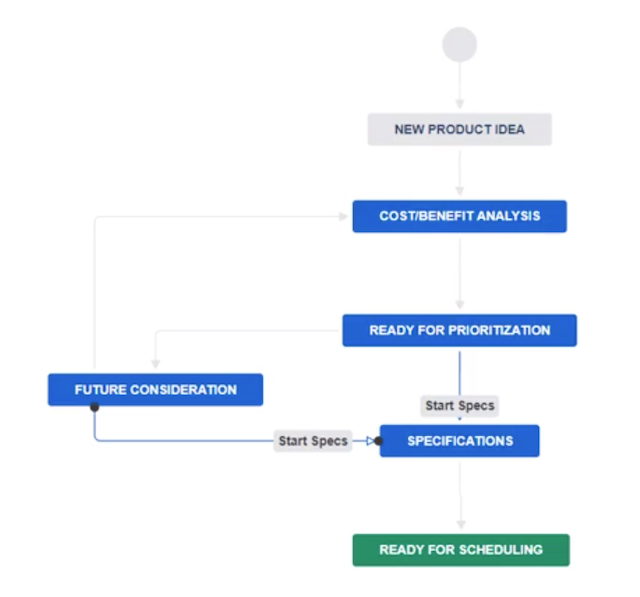 NEW PRODUCT IDEA
COST/BENEFIT ANALYSIS
READY FOR PRIORITIZATION
FUTURE CONSIDERATION
Start Specs
Start Specs
SPECIFICATIONS
READY FOR SCHEDULING